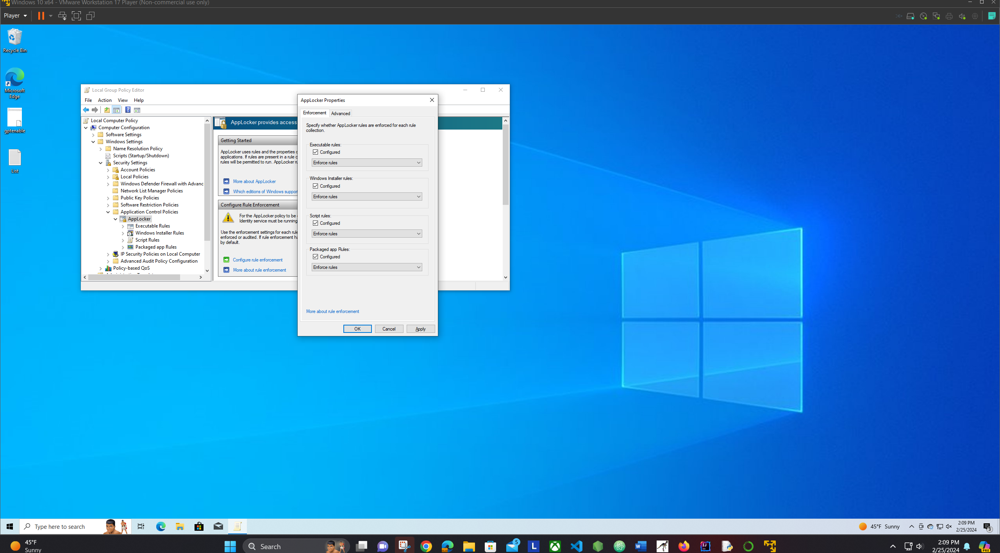 Windows 10 x64 - VMware Workstation 17 Player (Non-commercial use only)
Player
Recycle Bin
Microsoft
Edge
gptenable
List
Local Group Policy Editor
File Action View Help
Local Computer Policy
Computer Configuration
Software Settings
Windows Settings
Name Resolution Policy
Scripts (Startup/Shutdown)
Security Settings
Account Policies
Local Policies
Windows Defender Firewall with Advanc
Network List Manager Policies
Public Key Policies
Software Restriction Policies
Application Control Policies
AppLocker
Executable Rules
Windows Installer Rules
Script Rules
Packaged app Rules
IP Security Policies on Local Computer
Advanced Audit Policy Configuration
Policy-based QoS
AppLocker provides access
Getting Started
AppLocker uses rules and the properties
applications. If rules are present in a rule
rules will be permitted to run. AppLocker
More about AppLocker
Which editions of Windows suppor
Configure Rule Enforcement
For the AppLocker policy to be
Identity service must be running
Use the enforcement settings for each rule
enforced or audited. If rule enforcement
by default.
Configure rule enforcement
More about rule enforcement
AppLocker Properties
Enforcement Advanced
Specify whether AppLocker rules are enforced for each rule
collection.
Executable rules:
Configured
Enforce rules
Windows Installer rules:
Configured
Enforce rules
Script rules:
Configured
Enforce rules
Packaged app Rules:
Configured
Enforce rules
More about rule enforcement
OK Cancel Apply
Type here to search
45°F Sunny
2:09 PM
2/25/2024
3
45°F
Sunny
Search
5
L
W
IJ
PRE
2:09 PM
2/25/2024